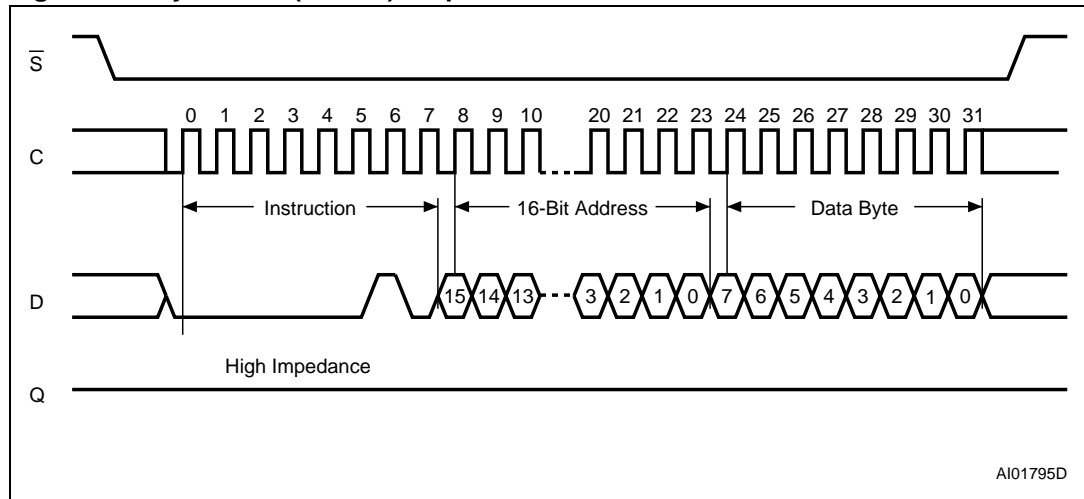 S
0 1 2 3 4 5 6 7 8 9 10 20 21 22 23 24 25 26 27 28 29 30 31
C
Instruction 16-Bit Address Data Byte
D
15 14 13 3 2 1 0 7 6 5 4 3 2 1 0
High Impedance
Q
AI01795D